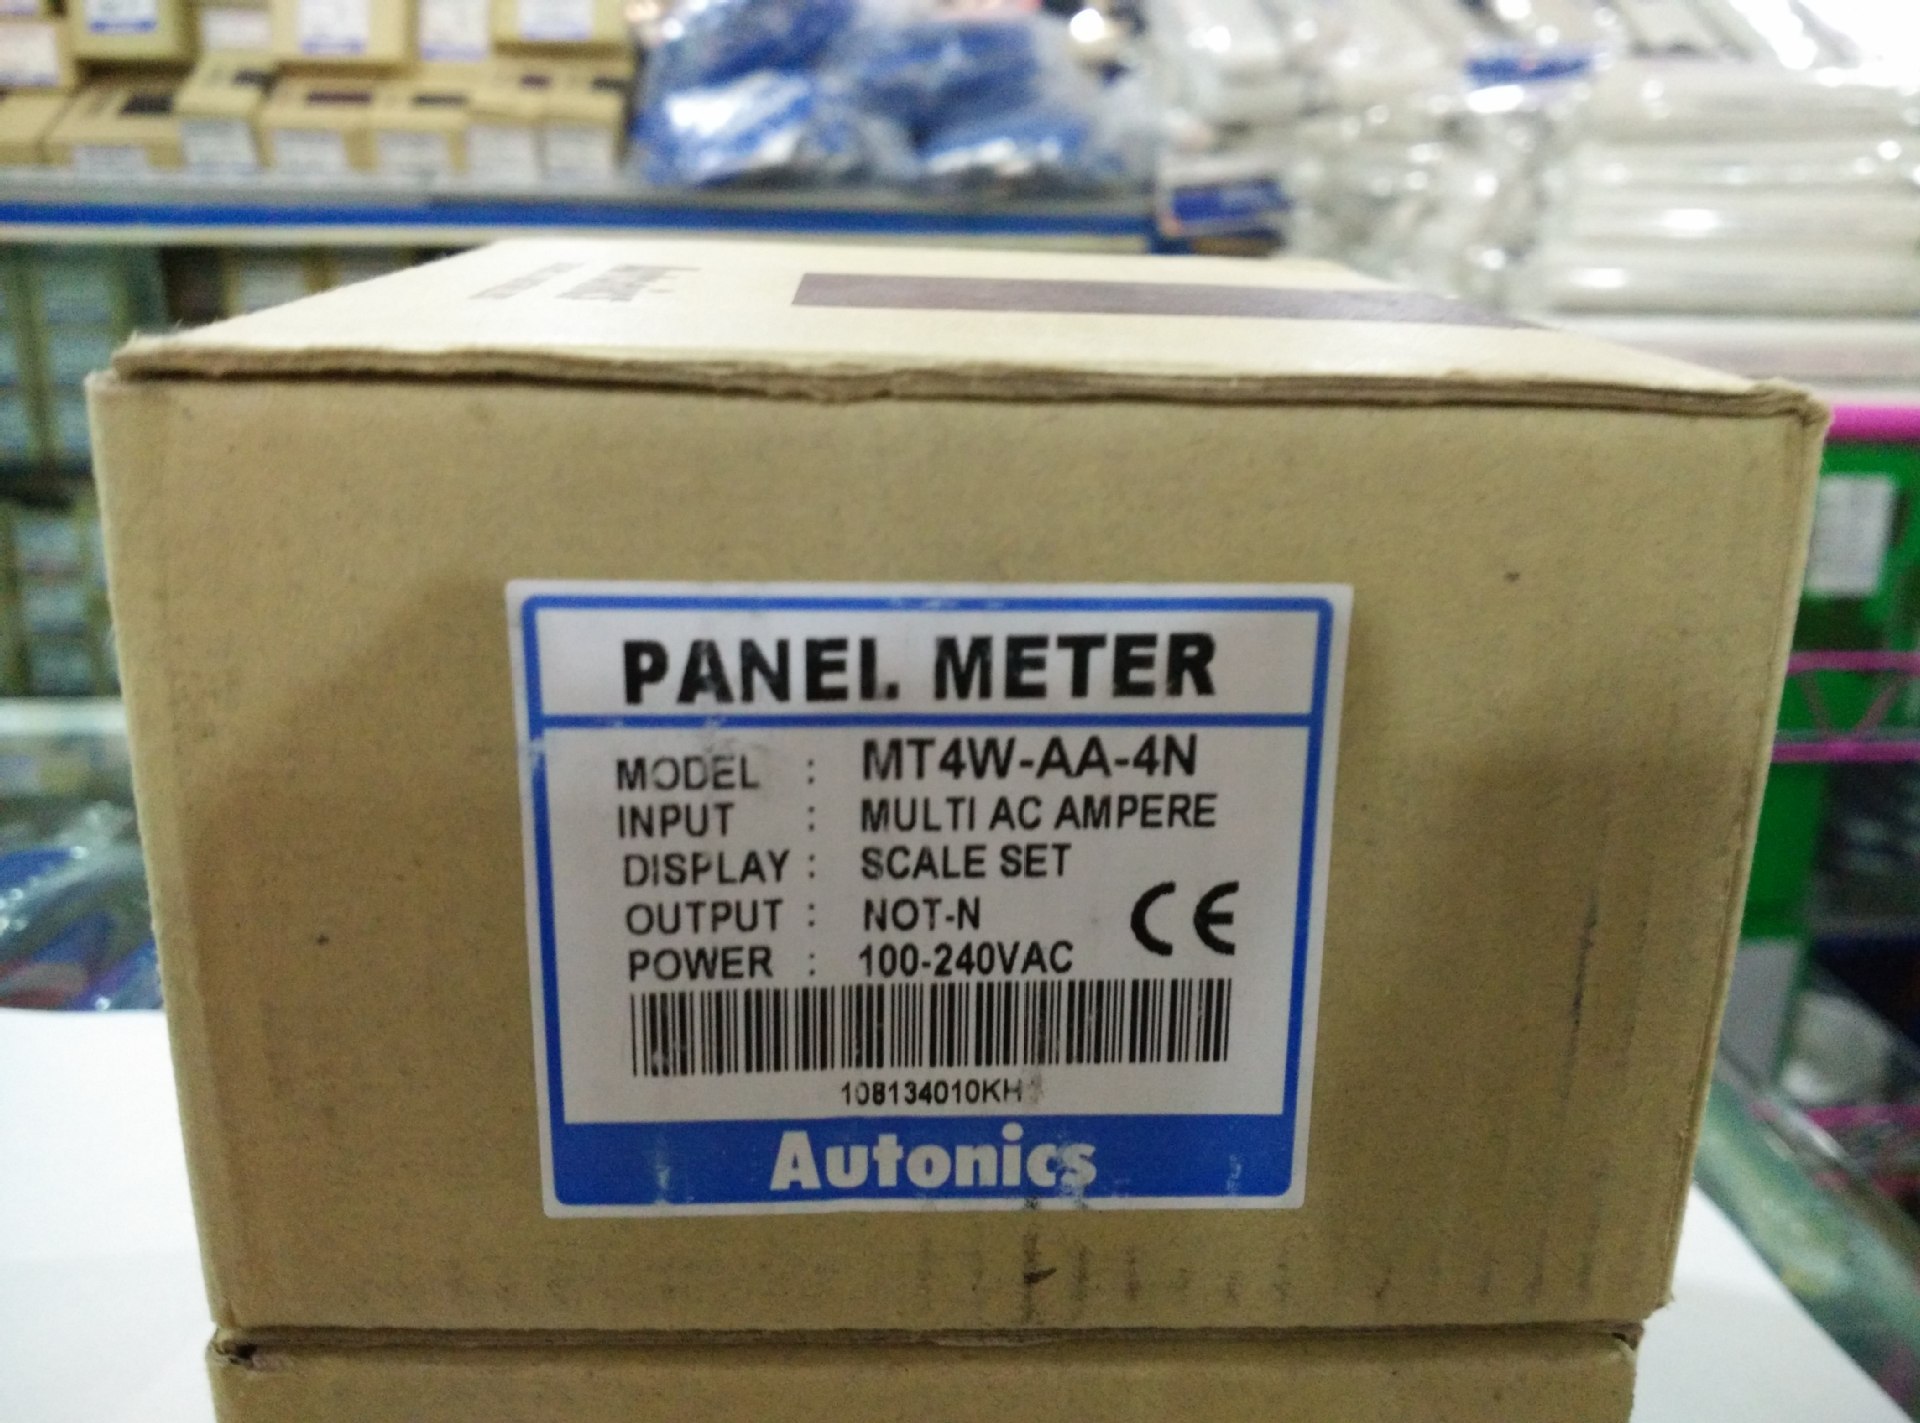 PANEL METER
MODEL : MT4W-AA-4N
INPUT : MULTI AC AMPERE
DISPLAY : SCALE SET
OUTPUT : NOT-N
POWER : 100-240VAC
CE
108134010KH
Autonics